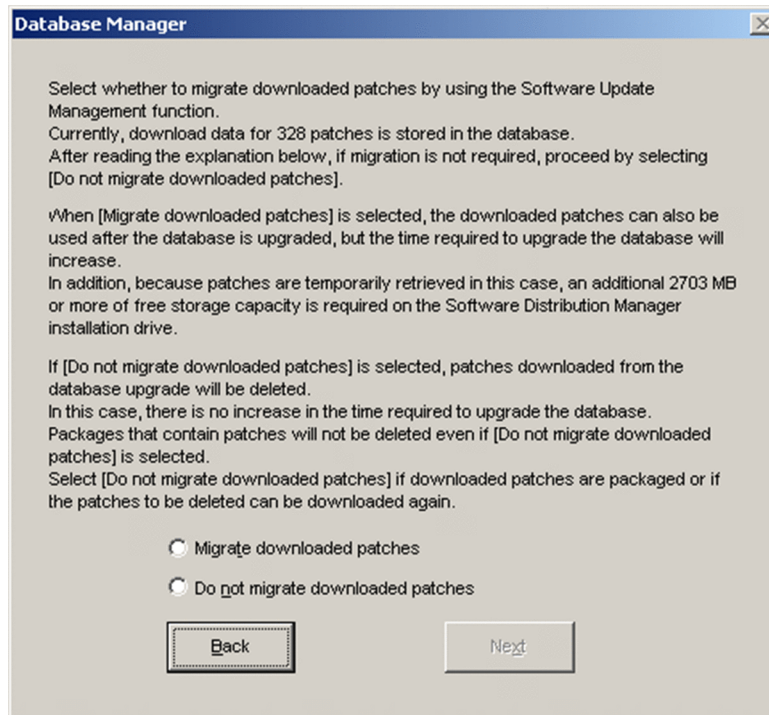 Database Manager
Select whether to migrate downloaded patches by using the Software Update
Management function.
Currently, download data for 328 patches is stored in the database.
After reading the explanation below, if migration is not required, proceed by selecting
[Do not migrate downloaded patches].
When [Migrate downloaded patches] is selected, the downloaded patches can also be
used after the database is upgraded, but the time required to upgrade the database will
increase.
In addition, because patches are temporarily retrieved in this case, an additional 2703 MB
or more of free storage capacity is required on the Software Distribution Manager
installation drive.
If [Do not migrate downloaded patches] is selected, patches downloaded from the
database upgrade will be deleted.
In this case, there is no increase in the time required to upgrade the database.
Packages that contain patches will not be deleted even if [Do not migrate downloaded
patches] is selected.
Select [Do not migrate downloaded patches] if downloaded patches are packaged or if
the patches to be deleted can be downloaded again.
Migrate downloaded patches
Do not migrate downloaded patches
Back
Next